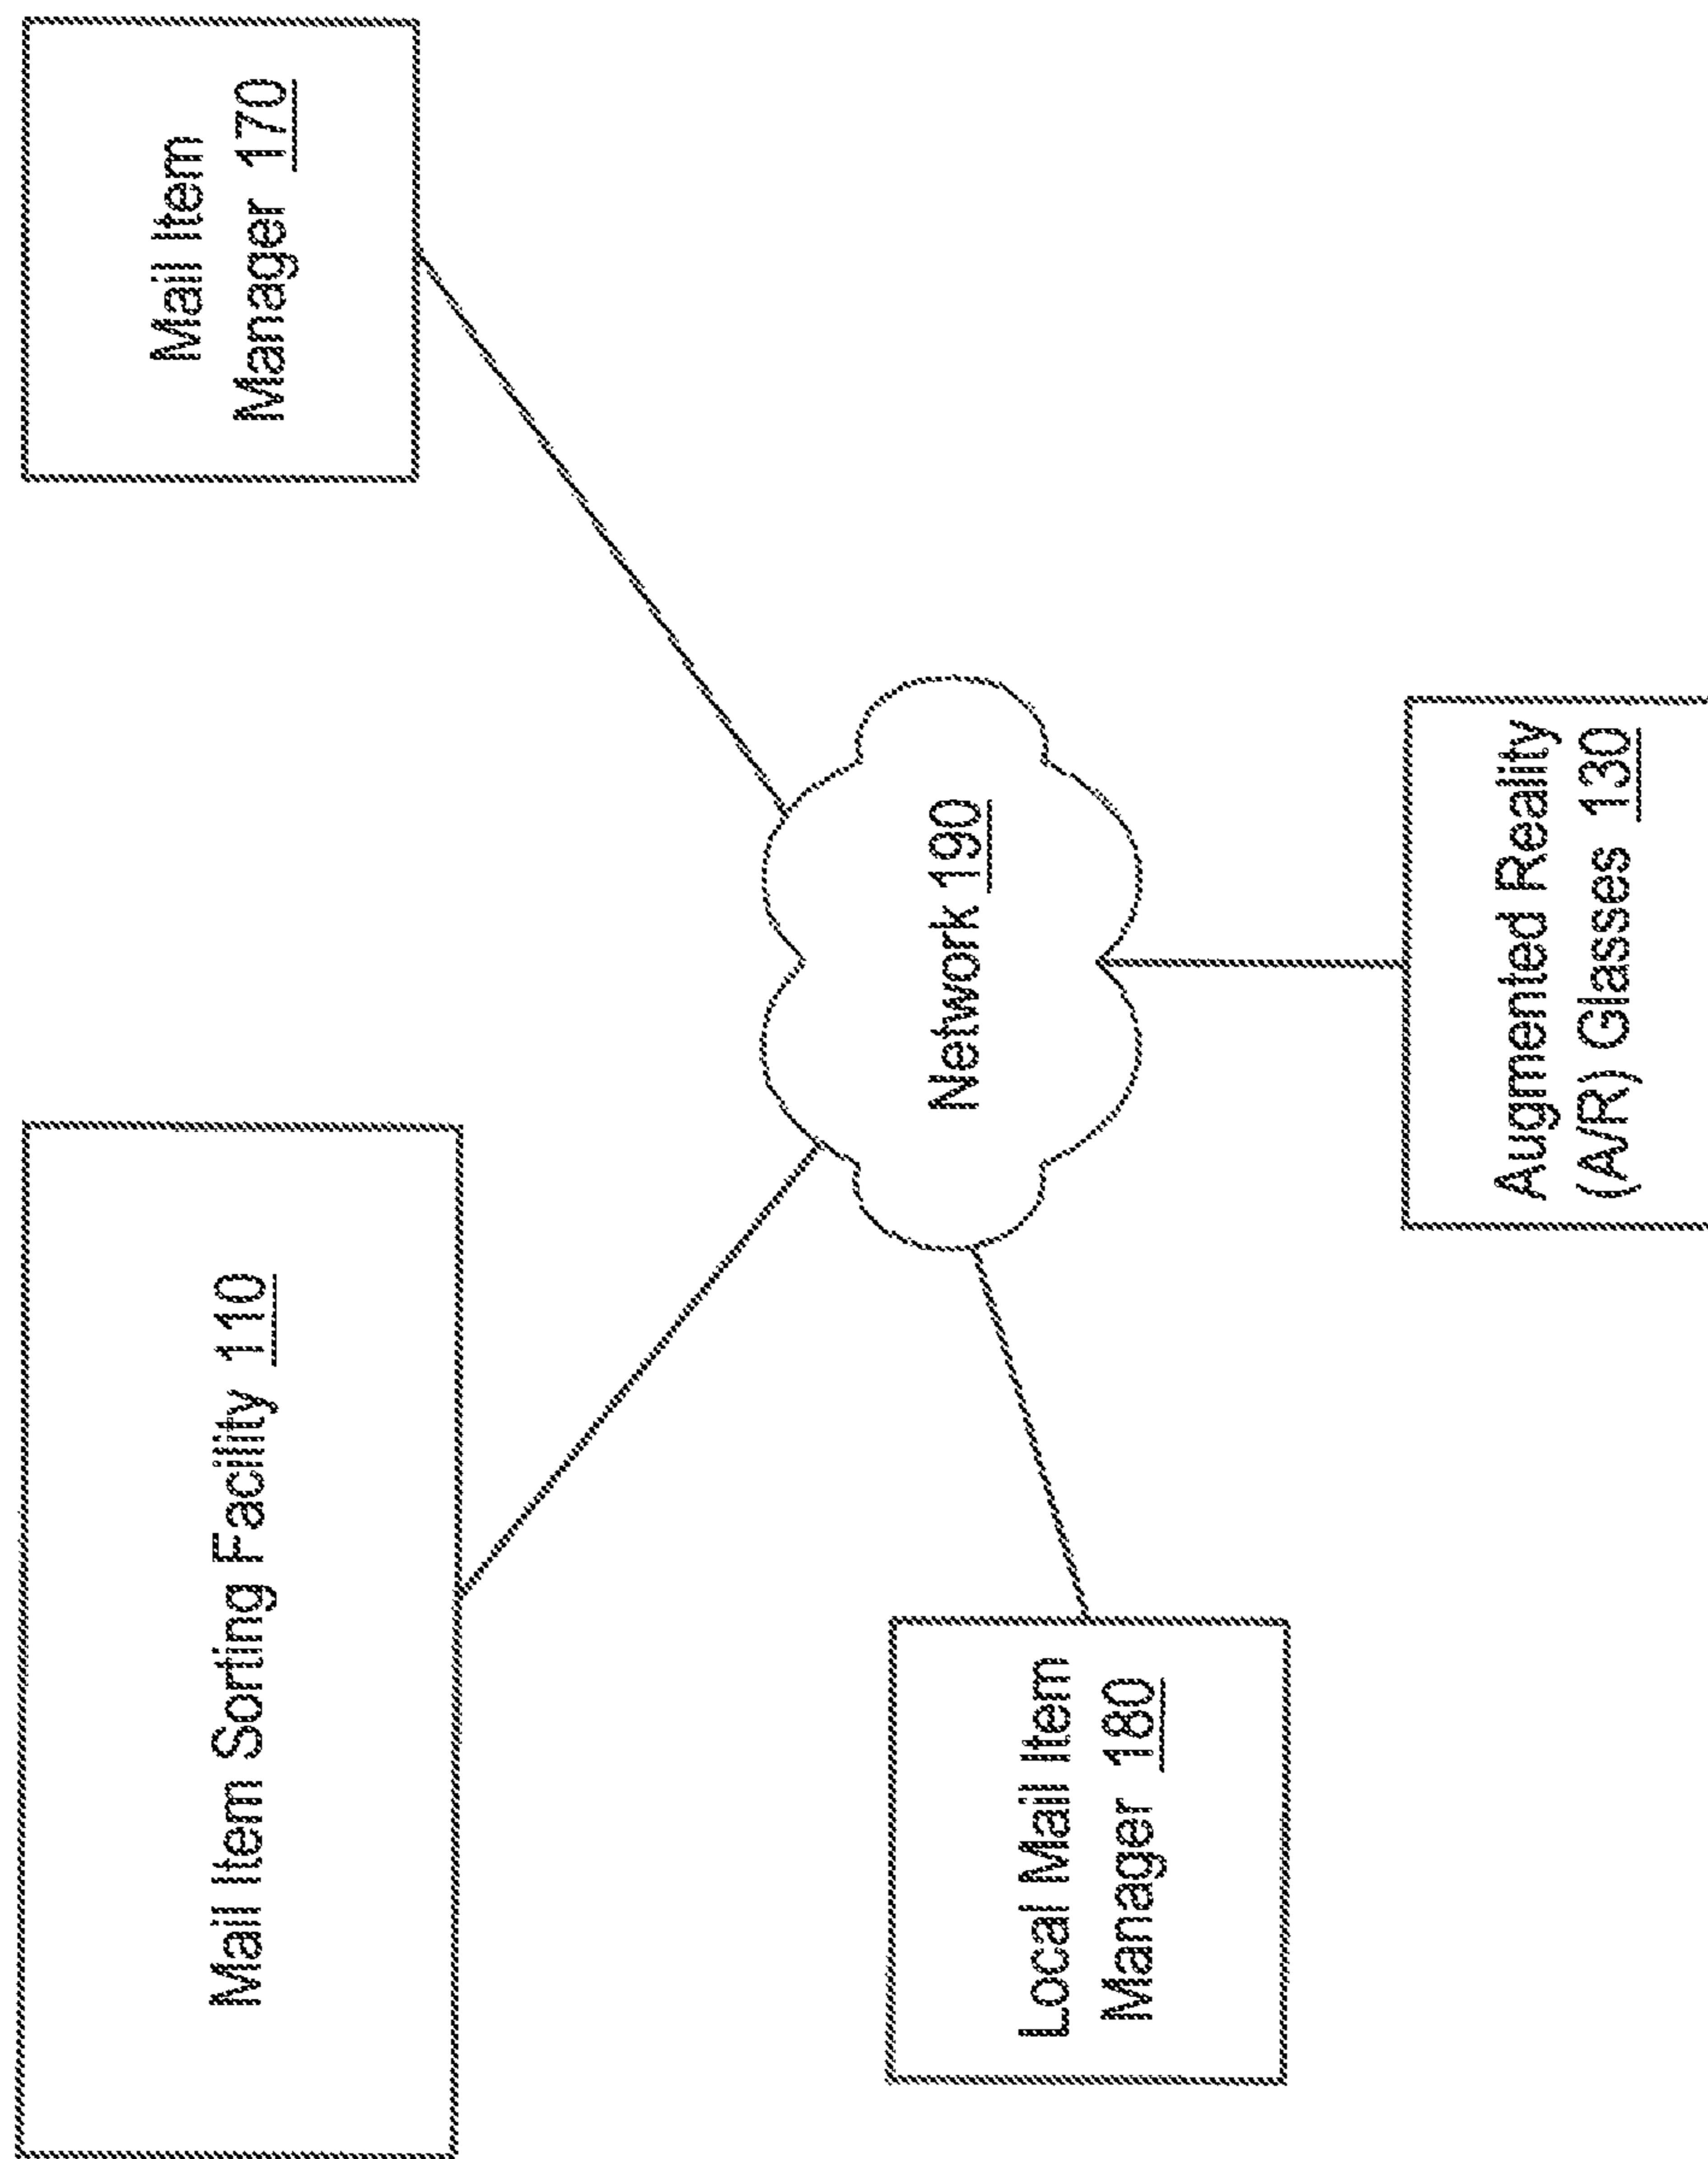 Mail Item Sorting Facility 110
Mail Item
Manager 170
Network 190
Local Mail Item
Manager 180
Augmented Reality
(A/R) Glasses 130